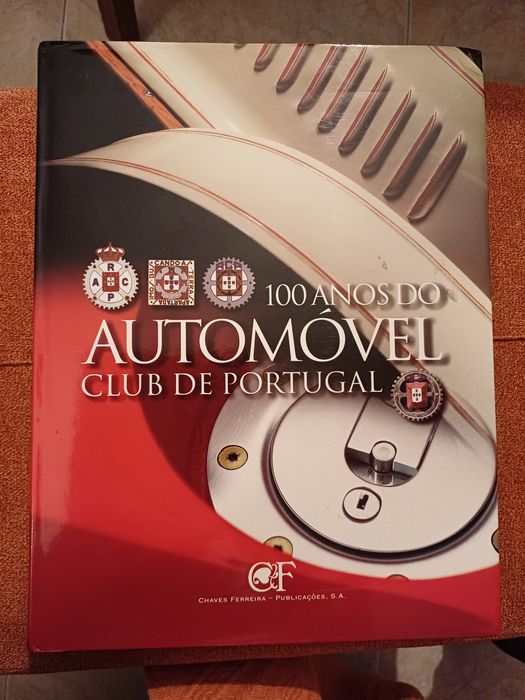 R
A C
P
100 ANOS DO
AUTOMÓVEL
CLUB DE PORTUGAL
C&F
CHAVES FERREIRA – PUBLICAÇÕES, S.A.